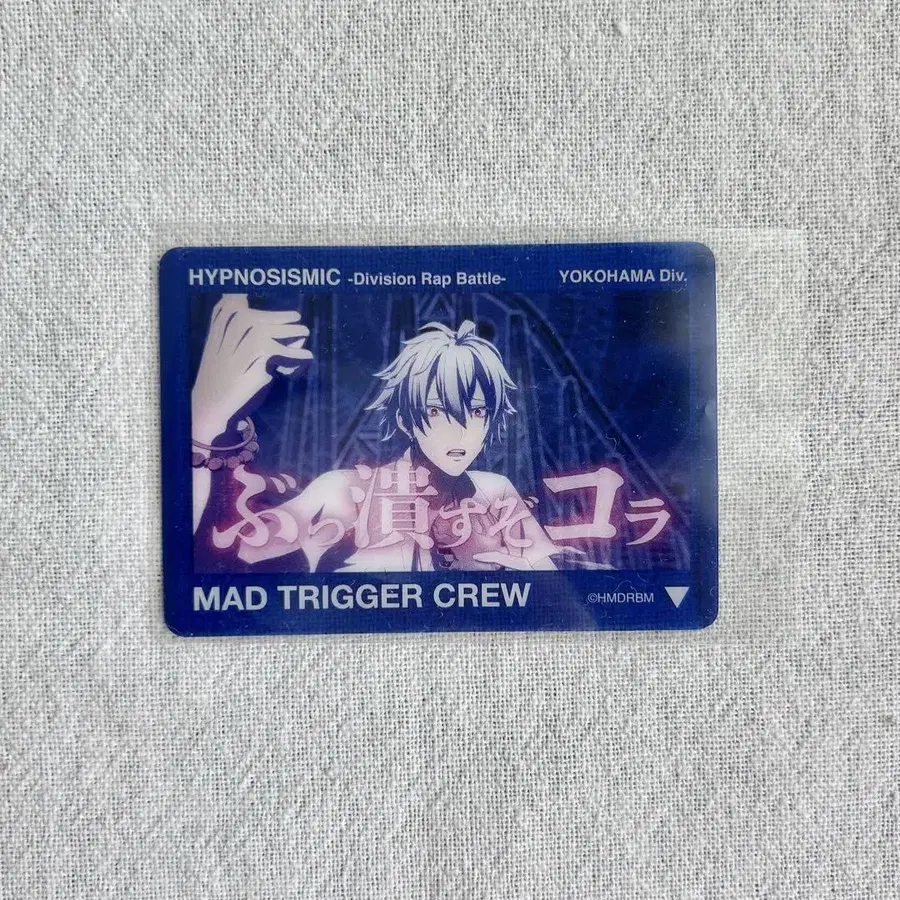 HYPNOSISMIC -Division Rap Battle- YOKOHAMA Div.
ぶっ潰すぞコラ
MAD TRIGGER CREW ©HMDRBM ▼